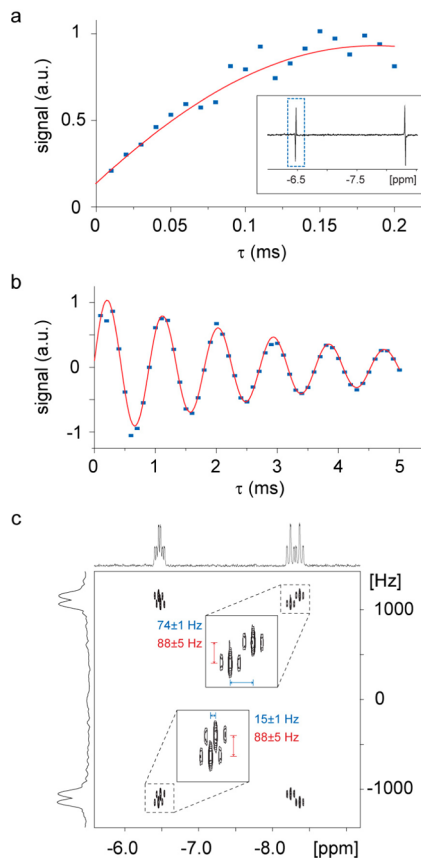 a
signal (a.u.)
1
0.5
0
0
0.05
0.1
0.15
0.2
τ (ms)
-6.5
-7.5
[ppm]
b
signal (a.u.)
1
0
-1
0
1
2
3
4
5
τ (ms)
c
[Hz]
1000
0
-1000
74±1 Hz
88±5 Hz
15±1 Hz
88±5 Hz
-6.0
-7.0
-8.0
[ppm]